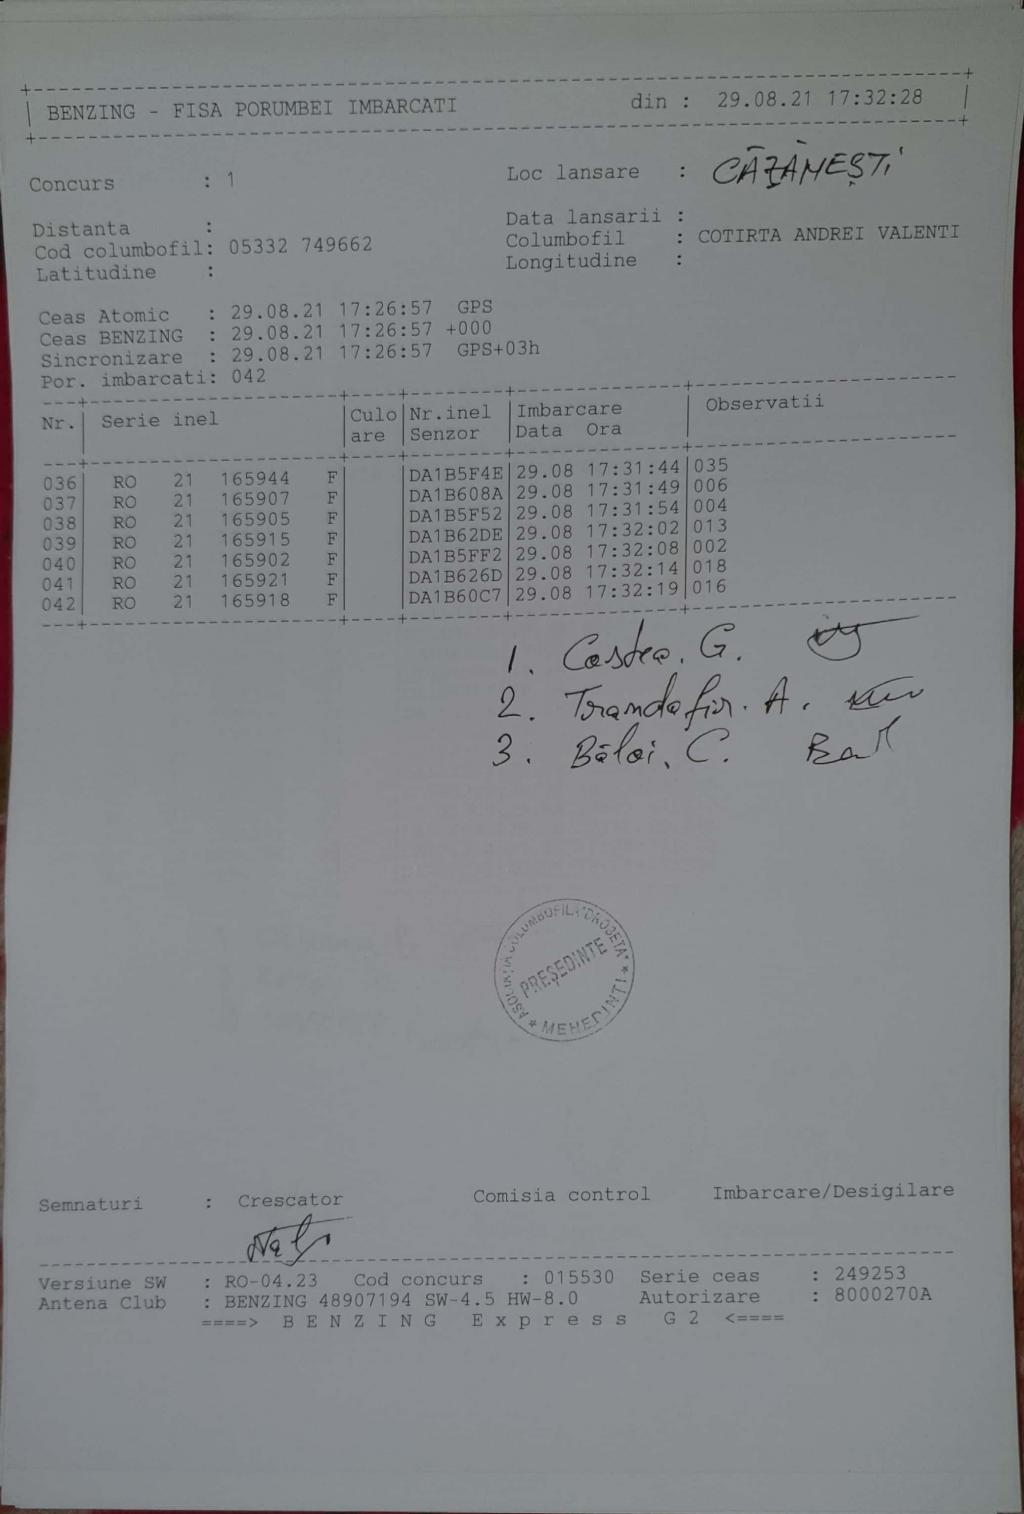 BENZING - FISA PORUMBEI IMBARCATI din : 29.08.21 17:32:28
Concurs : 1 Loc lansare : CĂZĂNEȘTI
Distanta : Data lansarii :
Cod columbofil: 05332 749662 Columbofil : COTIRTA ANDREI VALENTI
Latitudine : Longitudine :
Ceas Atomic : 29.08.21 17:26:57 GPS
Ceas BENZING : 29.08.21 17:26:57 +000
Sincronizare : 29.08.21 17:26:57 GPS+03h
Por. imbarcati: 042
Nr. Serie inel Culo Nr.inel Imbarcare Observatii
are Senzor Data Ora
036 RO 21 165944 F DA1B5F4E 29.08 17:31:44 035
037 RO 21 165907 F DA1B608A 29.08 17:31:49 006
038 RO 21 165905 F DA1B5F52 29.08 17:31:54 004
039 RO 21 165915 F DA1B62DE 29.08 17:32:02 013
040 RO 21 165902 F DA1B5FF2 29.08 17:32:08 002
041 RO 21 165921 F DA1B626D 29.08 17:32:14 018
042 RO 21 165918 F DA1B60C7 29.08 17:32:19 016
1. Costea. G.
2. Trandafir. A.
3. Băloi. C. Bal
ASOCIAȚIA COLUMBOFILĂ "DROBETA" * MEHEDINȚI *
PREȘEDINTE
Semnaturi : Crescator Comisia control Imbarcare/Desigilare
Versiune SW : RO-04.23 Cod concurs : 015530 Serie ceas : 249253
Antena Club : BENZING 48907194 SW-4.5 HW-8.0 Autorizare : 8000270A
====> B E N Z I N G E x p r e s s G 2 <====